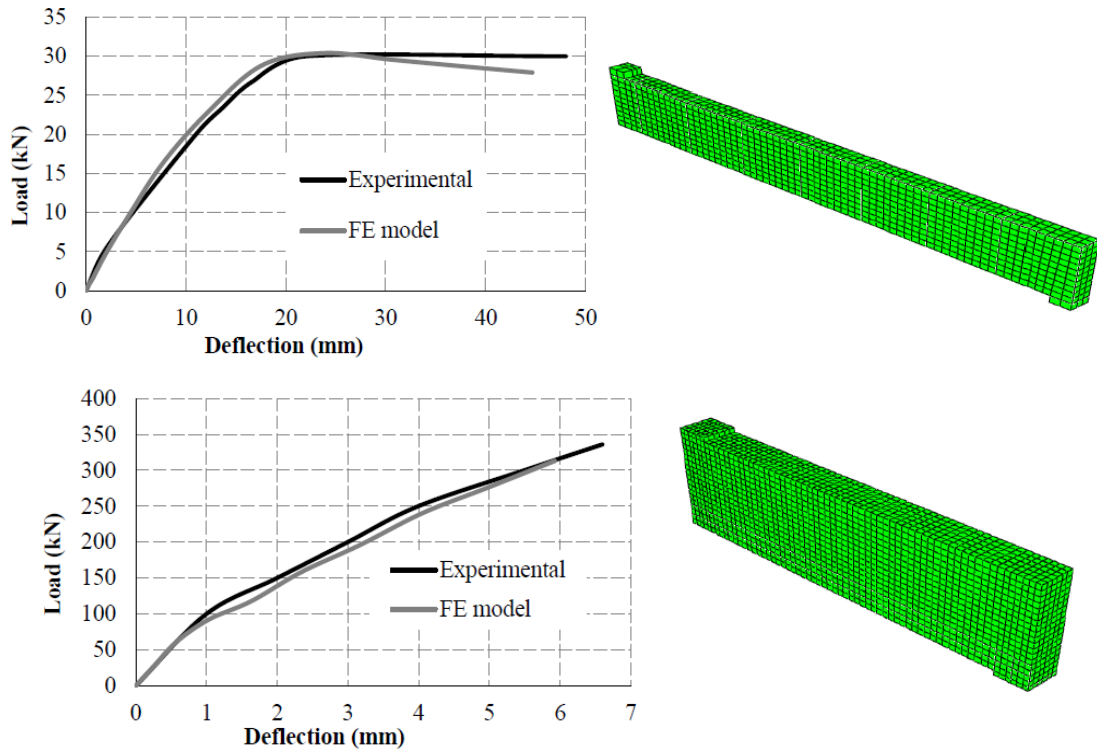 35
30
25
20
15
10
5
0
Load (kN)
Experimental
FE model
0 10 20 30 40 50
Deflection (mm)
400
350
300
250
200
150
100
50
0
Load (kN)
Experimental
FE model
0 1 2 3 4 5 6 7
Deflection (mm)